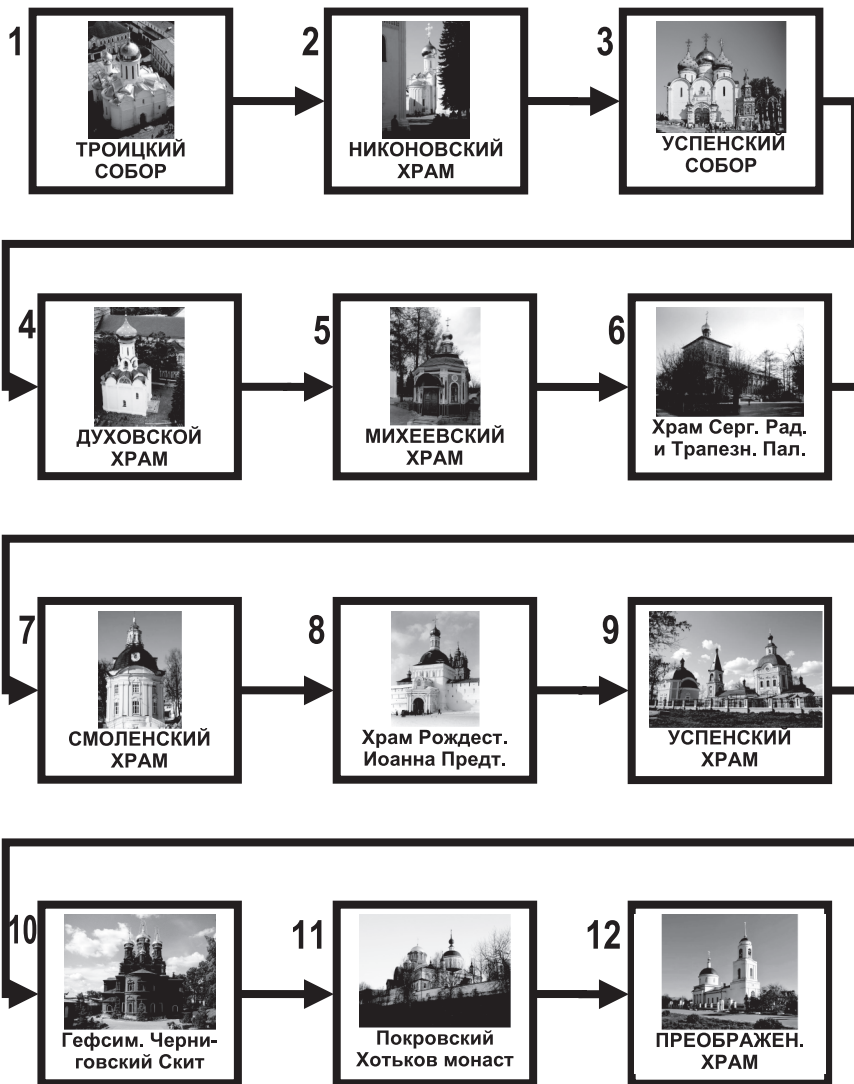 1
ТРОИЦКИЙ
СОБОР
2
НИКОНОВСКИЙ
ХРАМ
3
УСПЕНСКИЙ
СОБОР
4
ДУХОВСКОЙ
ХРАМ
5
МИХЕЕВСКИЙ
ХРАМ
6
Храм Серг. Рад.
и Трапезн. Пал.
7
СМОЛЕНСКИЙ
ХРАМ
8
Храм Рождест.
Иоанна Предт.
9
УСПЕНСКИЙ
ХРАМ
10
Гефсим. Черни-
говский Скит
11
Покровский
Хотьков монаст
12
ПРЕОБРАЖЕН.
ХРАМ